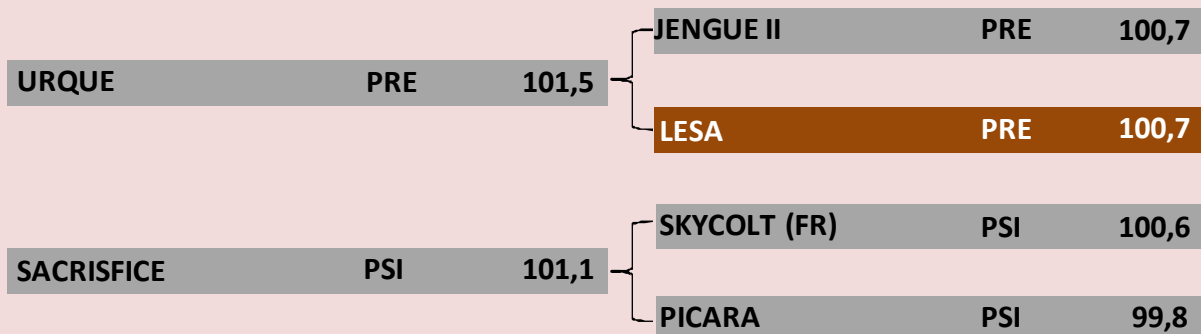 JENGUE II PRE 100,7
URQUE PRE 101,5
LESA PRE 100,7
SKYCOLT (FR) PSI 100,6
SACRISFICE PSI 101,1
PICARA PSI 99,8